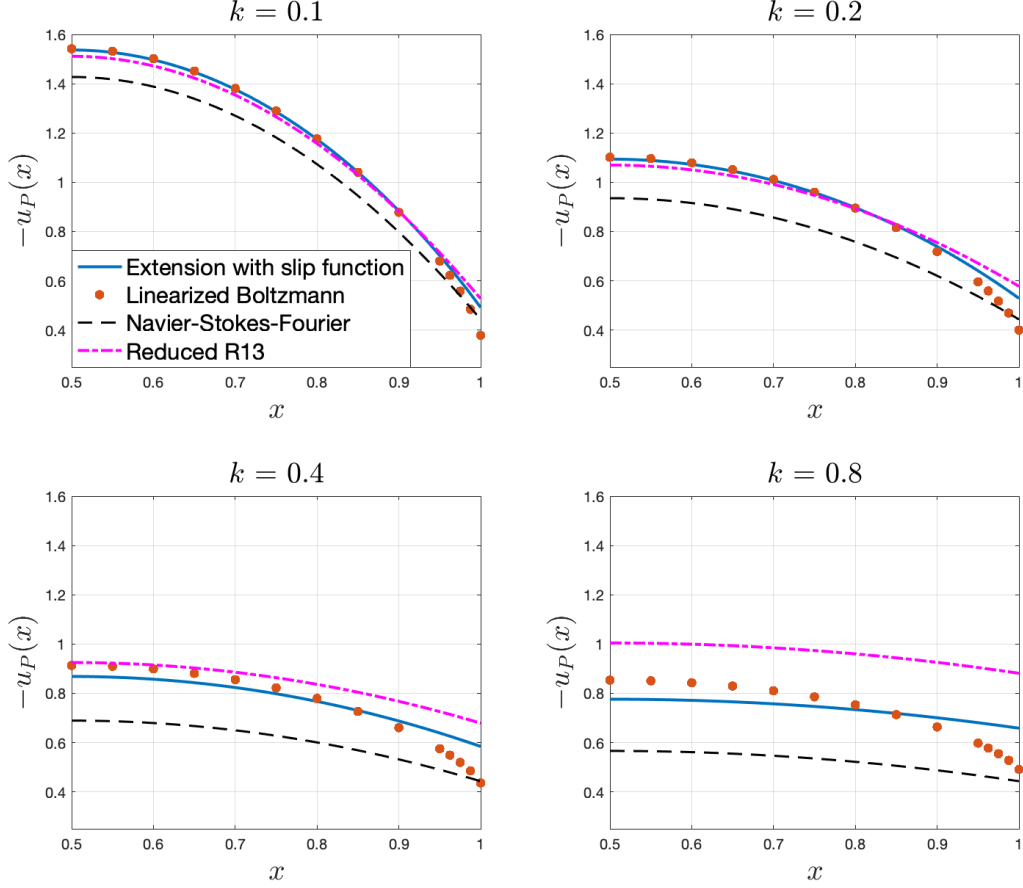 k = 0.1
1.6
1.4
1.2
1
0.8
0.6
0.4
−u_P(x)
Extension with slip function
Linearized Boltzmann
Navier-Stokes-Fourier
Reduced R13
0.5 0.6 0.7 0.8 0.9 1
x
k = 0.2
1.6
1.4
1.2
1
0.8
0.6
0.4
−u_P(x)
0.5 0.6 0.7 0.8 0.9 1
x
k = 0.4
1.6
1.4
1.2
1
0.8
0.6
0.4
−u_P(x)
0.5 0.6 0.7 0.8 0.9 1
x
k = 0.8
1.6
1.4
1.2
1
0.8
0.6
0.4
−u_P(x)
0.5 0.6 0.7 0.8 0.9 1
x